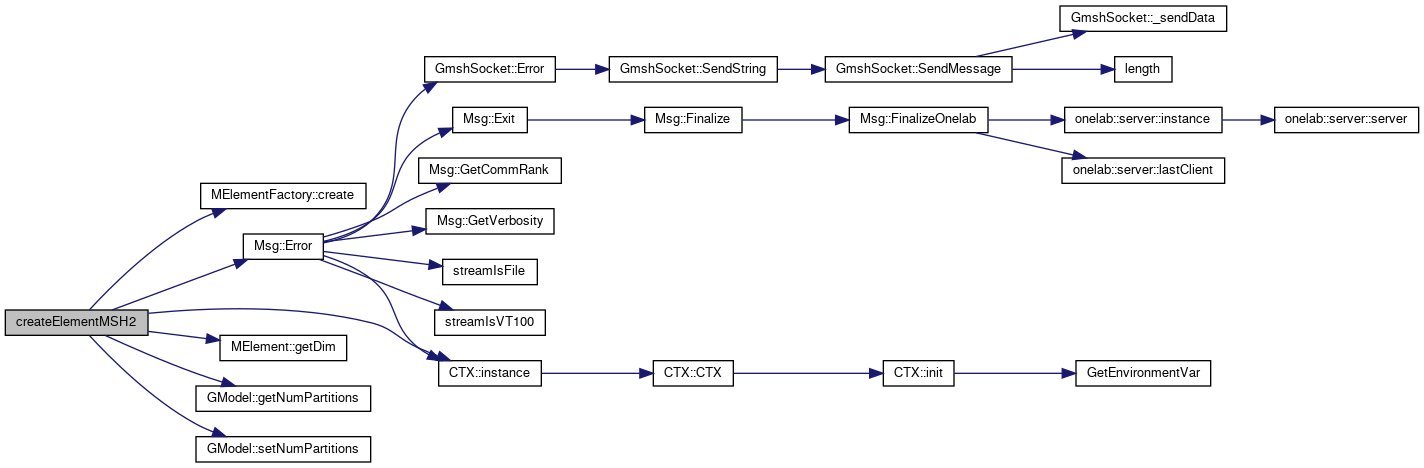 GmshSocket::_sendData
GmshSocket::Error
GmshSocket::SendString
GmshSocket::SendMessage
length
Msg::Exit
Msg::Finalize
Msg::FinalizeOnelab
onelab::server::instance
onelab::server::server
Msg::GetCommRank
onelab::server::lastClient
MElementFactory::create
Msg::GetVerbosity
Msg::Error
streamIsFile
createElementMSH2
streamIsVT100
MElement::getDim
CTX::instance
CTX::CTX
CTX::init
GetEnvironmentVar
GModel::getNumPartitions
GModel::setNumPartitions